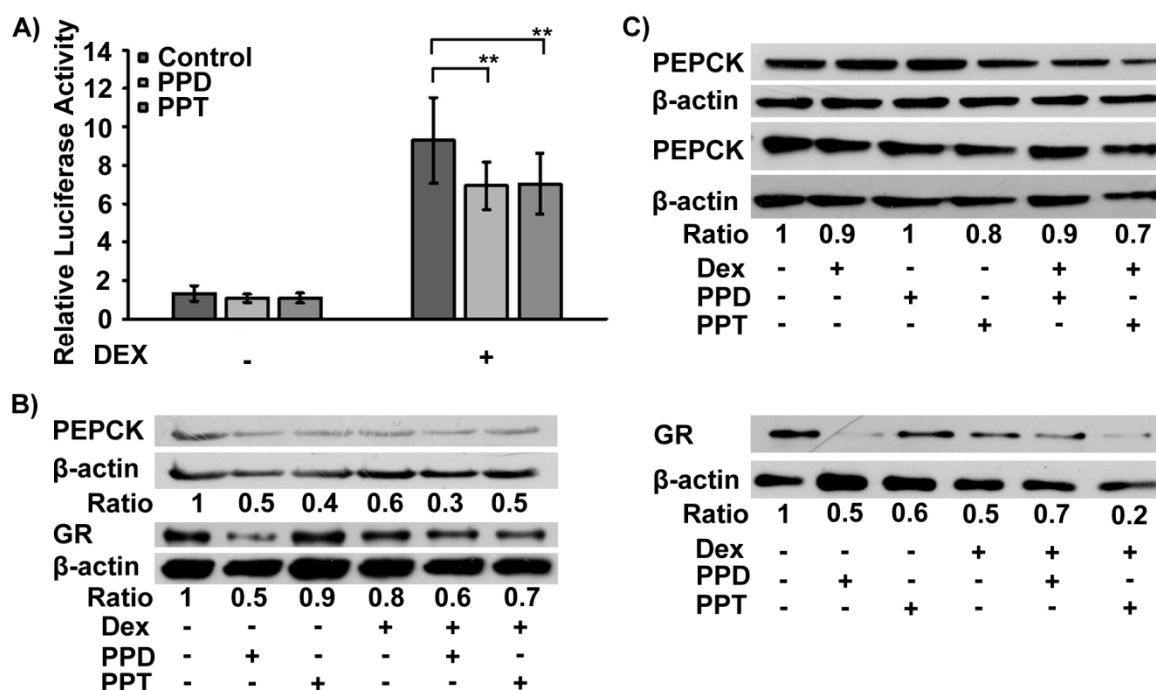 A)
Relative Luciferase Activity
14
12
10
8
6
4
2
0
Control
PPD
PPT
**
**
DEX - +
B)
PEPCK
β-actin
Ratio 1 0.5 0.4 0.6 0.3 0.5
GR
β-actin
Ratio 1 0.5 0.9 0.8 0.6 0.7
Dex - - - + + +
PPD - + - - + -
PPT - - + - - +
C)
PEPCK
β-actin
PEPCK
β-actin
Ratio 1 0.9 1 0.8 0.9 0.7
Dex - + - - + +
PPD - - + - + -
PPT - - - + - +
GR
β-actin
Ratio 1 0.5 0.6 0.5 0.7 0.2
Dex - - - + + +
PPD - + - - + -
PPT - - + - - +